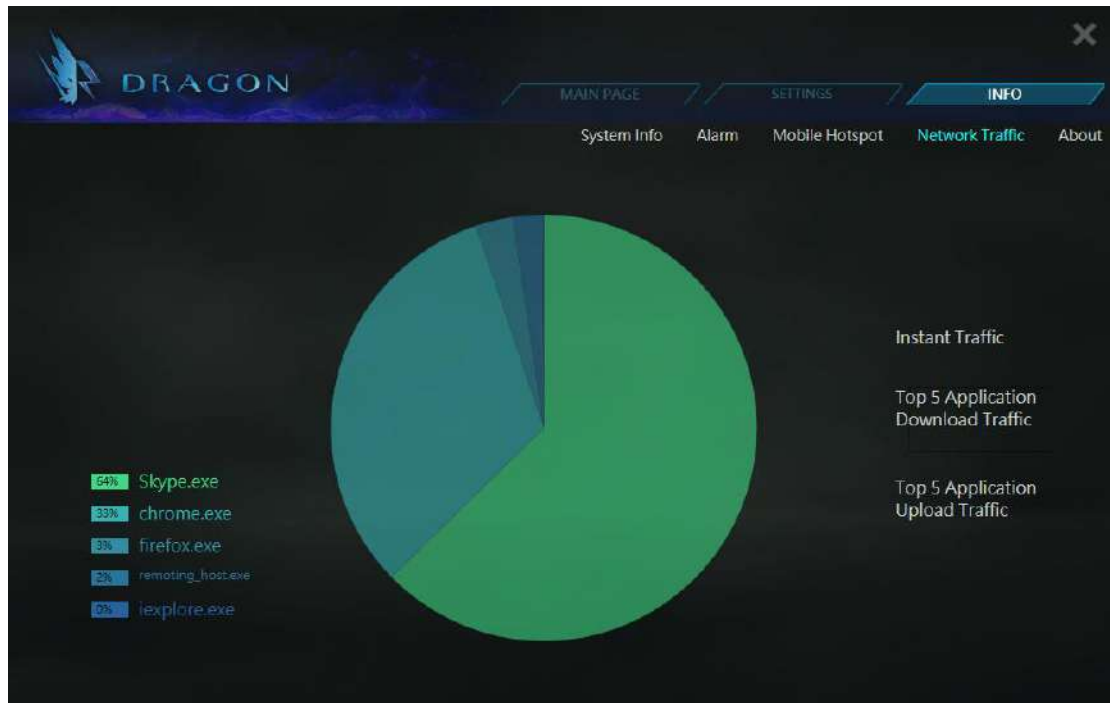 DRAGON
MAIN PAGE
SETTINGS
INFO
System Info
Alarm
Mobile Hotspot
Network Traffic
About
Instant Traffic
Top 5 Application
Download Traffic
64% Skype.exe
33% chrome.exe
3% firefox.exe
2% remoting_host.exe
0% iexplore.exe
Top 5 Application
Upload Traffic